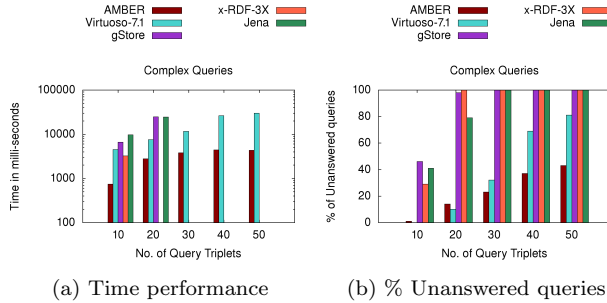 AMBER
Virtuoso-7.1
gStore
x-RDF-3X
Jena
Complex Queries
Time in milli-seconds
100000
10000
1000
100
10 20 30 40 50
No. of Query Triplets
(a) Time performance
AMBER
Virtuoso-7.1
gStore
x-RDF-3X
Jena
Complex Queries
% of Unanswered queries
100
80
60
40
20
0
10 20 30 40 50
No. of Query Triplets
(b) % Unanswered queries